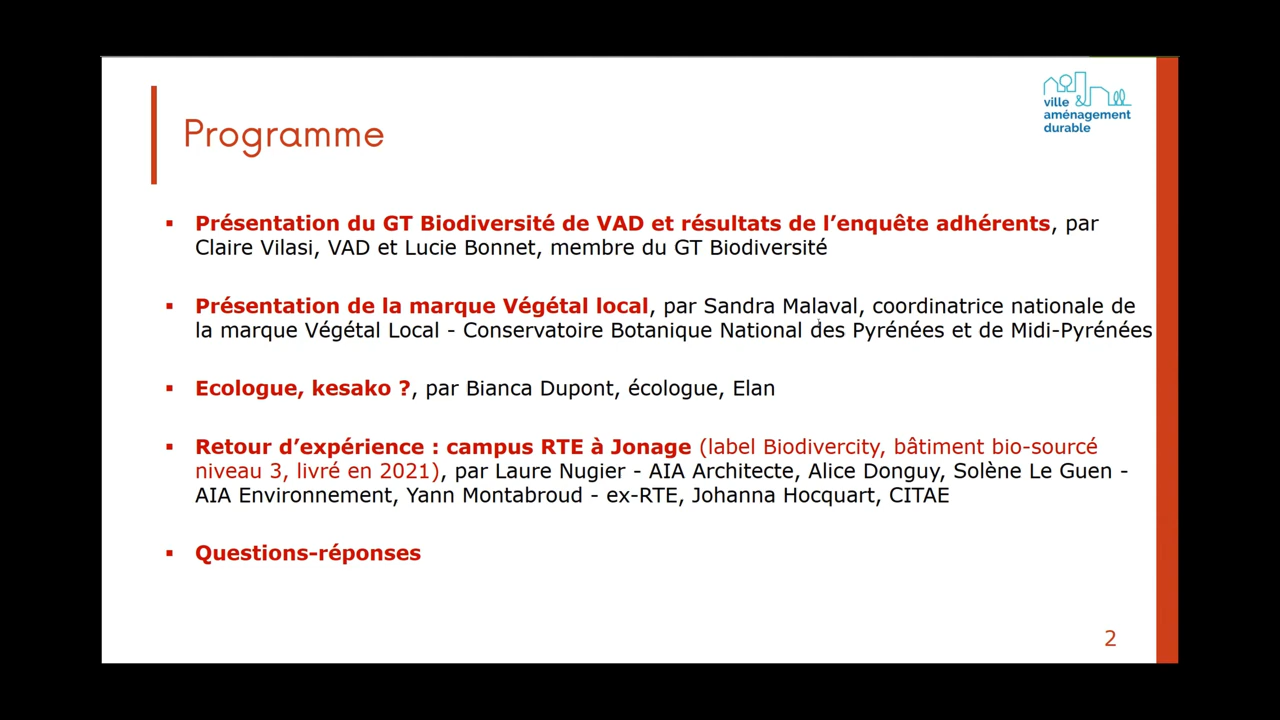 ville &
aménagement
durable
Programme
▪ Présentation du GT Biodiversité de VAD et résultats de l’enquête adhérents, par
Claire Vilasi, VAD et Lucie Bonnet, membre du GT Biodiversité
▪ Présentation de la marque Végétal local, par Sandra Malaval, coordinatrice nationale de
la marque Végétal Local - Conservatoire Botanique National des Pyrénées et de Midi-Pyrénées
▪ Ecologue, kesako ?, par Bianca Dupont, écologue, Elan
▪ Retour d’expérience : campus RTE à Jonage (label Biodivercity, bâtiment bio-sourcé
niveau 3, livré en 2021), par Laure Nugier - AIA Architecte, Alice Donguy, Solène Le Guen -
AIA Environnement, Yann Montabroud - ex-RTE, Johanna Hocquart, CITAE
▪ Questions-réponses
2